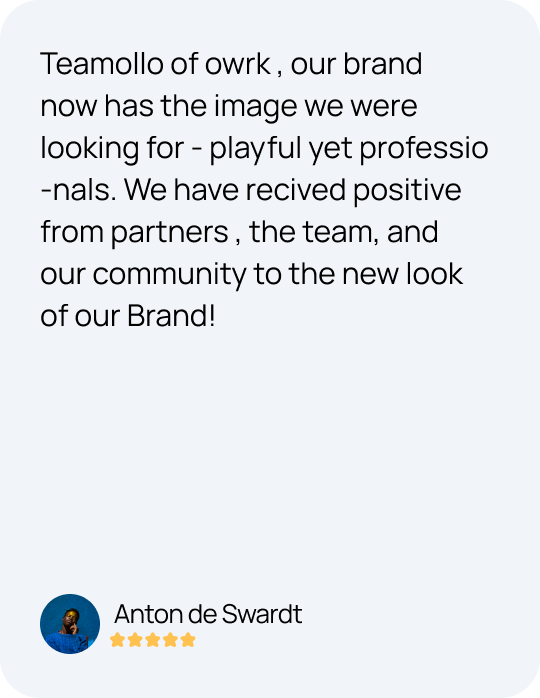 Teamollo of owrk , our brand
now has the image we were
looking for - playful yet professio
-nals. We have recived positive
from partners , the team, and
our community to the new look
of our Brand!
Anton de Swardt